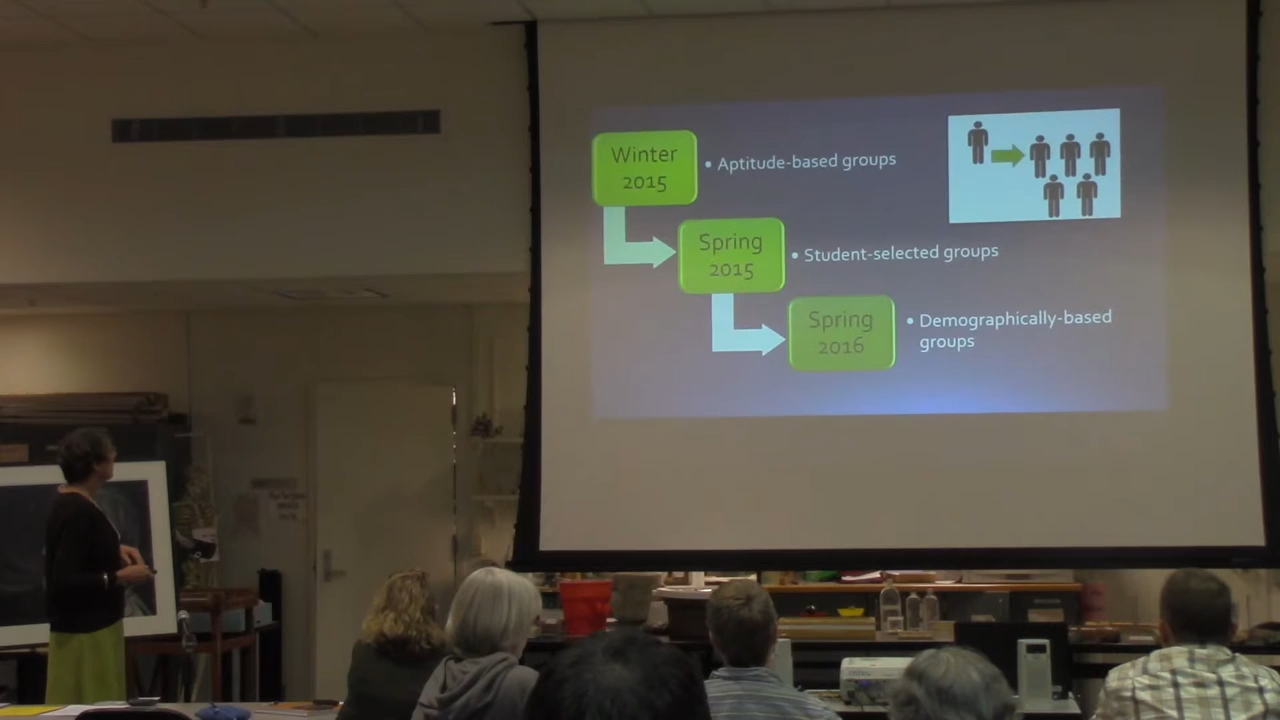 Winter
2015
• Aptitude-based groups
Spring
2015
• Student-selected groups
Spring
2016
• Demographically-based
groups